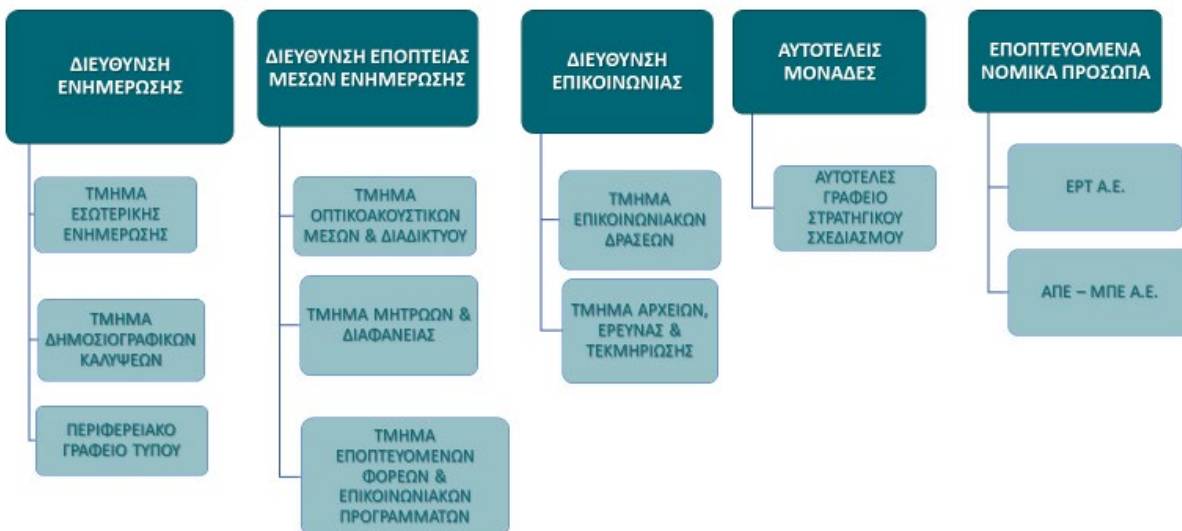 ΔΙΕΥΘΥΝΣΗ
ΕΝΗΜΕΡΩΣΗΣ
ΤΜΗΜΑ
ΕΣΩΤΕΡΙΚΗΣ
ΕΝΗΜΕΡΩΣΗΣ
ΤΜΗΜΑ
ΔΗΜΟΣΙΟΓΡΑΦΙΚΩΝ
ΚΑΛΥΨΕΩΝ
ΠΕΡΙΦΕΡΕΙΑΚΟ
ΓΡΑΦΕΙΟ ΤΥΠΟΥ
ΔΙΕΥΘΥΝΣΗ ΕΠΟΠΤΕΙΑΣ
ΜΕΣΩΝ ΕΝΗΜΕΡΩΣΗΣ
ΤΜΗΜΑ
ΟΠΤΙΚΟΑΚΟΥΣΤΙΚΩΝ
ΜΕΣΩΝ & ΔΙΑΔΙΚΤΥΟΥ
ΤΜΗΜΑ ΜΗΤΡΩΩΝ &
ΔΙΑΦΑΝΕΙΑΣ
ΤΜΗΜΑ
ΕΠΟΠΤΕΥΟΜΕΝΩΝ
ΦΟΡΕΩΝ &
ΕΠΙΚΟΙΝΩΝΙΑΚΩΝ
ΠΡΟΓΡΑΜΜΑΤΩΝ
ΔΙΕΥΘΥΝΣΗ
ΕΠΙΚΟΙΝΩΝΙΑΣ
ΤΜΗΜΑ
ΕΠΙΚΟΙΝΩΝΙΑΚΩΝ
ΔΡΑΣΕΩΝ
ΤΜΗΜΑ ΑΡΧΕΙΩΝ,
ΕΡΕΥΝΑΣ &
ΤΕΚΜΗΡΙΩΣΗΣ
ΑΥΤΟΤΕΛΕΙΣ
ΜΟΝΑΔΕΣ
ΑΥΤΟΤΕΛΕΣ
ΓΡΑΦΕΙΟ
ΣΤΡΑΤΗΓΙΚΟΥ
ΣΧΕΔΙΑΣΜΟΥ
ΕΠΟΠΤΕΥΟΜΕΝΑ
ΝΟΜΙΚΑ ΠΡΟΣΩΠΑ
ΕΡΤ Α.Ε.
ΑΠΕ – ΜΠΕ Α.Ε.